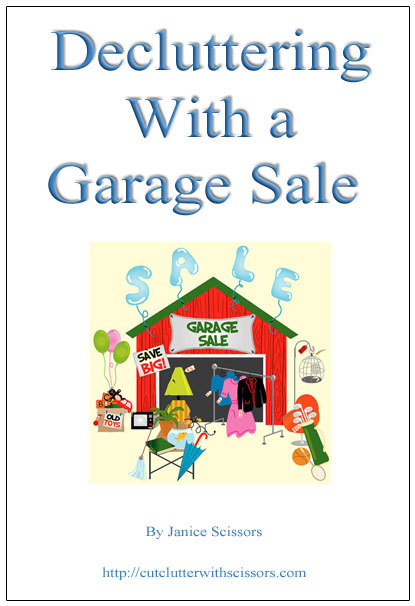 Decluttering
With a
Garage Sale
SALE
GARAGE
SALE
SAVE
BIG!
OLD
TOYS
By Janice Scissors
http://cutclutterwithscissors.com